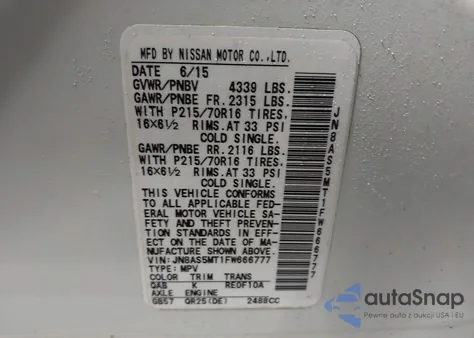 MFD BY NISSAN MOTOR CO.,LTD.
DATE 6/15
GVWR/PNBV 4339 LBS.
GAWR/PNBE FR. 2315 LBS.
WITH P215/70R16 TIRES,
16X6½ RIMS. AT 33 PSI
COLD SINGLE.
GAWR/PNBE RR. 2116 LBS.
WITH P215/70R16 TIRES,
16X6½ RIMS. AT 33 PSI
COLD SINGLE.
THIS VEHICLE CONFORMS
TO ALL APPLICABLE FED-
ERAL MOTOR VEHICLE SA-
FETY AND THEFT PREVEN-
TION STANDARDS IN EFF-
ECT ON THE DATE OF MA-
NUFACTURE SHOWN ABOVE.
VIN: JN8AS5MT1FW666777
TYPE: MPV
COLOR TRIM TRANS
QAB K RE0F10A
AXLE ENGINE
GB57 QR25(DE) 2488CC
JN8AS5MT1FW666777
autoSnap
Pewne auto z aukcji w USA i EU